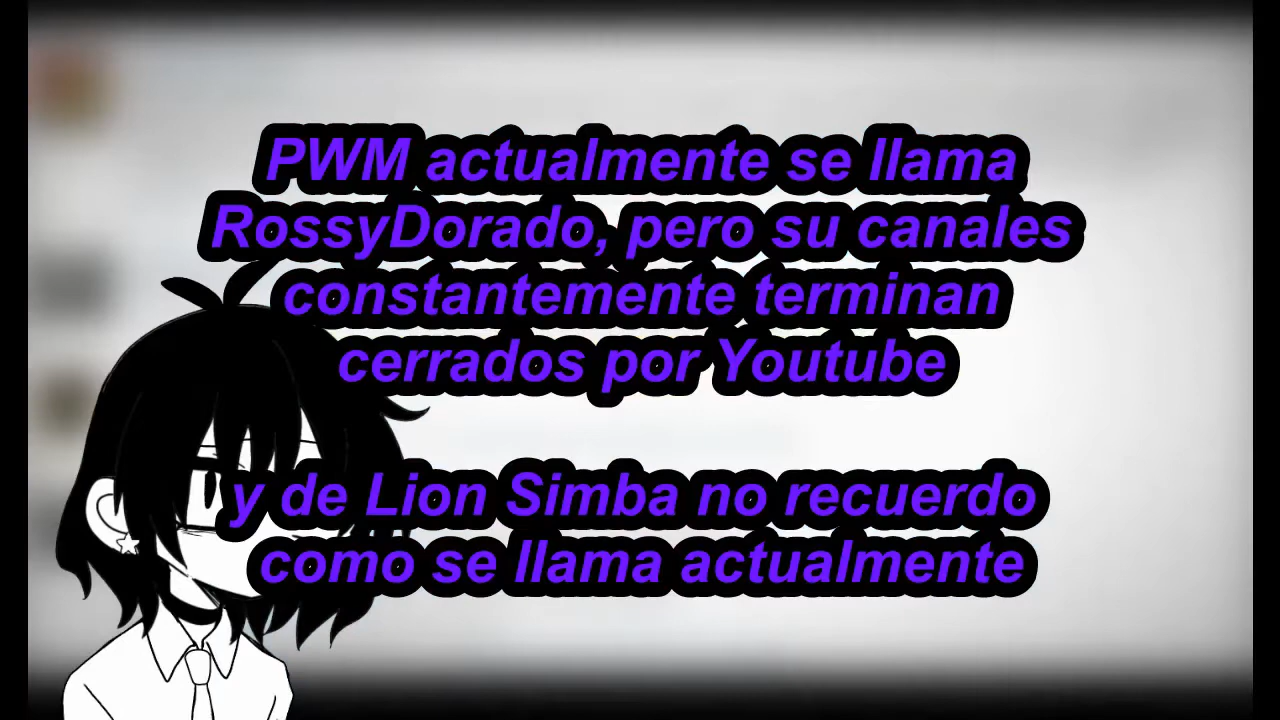 PWM actualmente se llama
RossyDorado, pero su canales
constantemente terminan
cerrados por Youtube
y de Lion Simba no recuerdo
como se llama actualmente